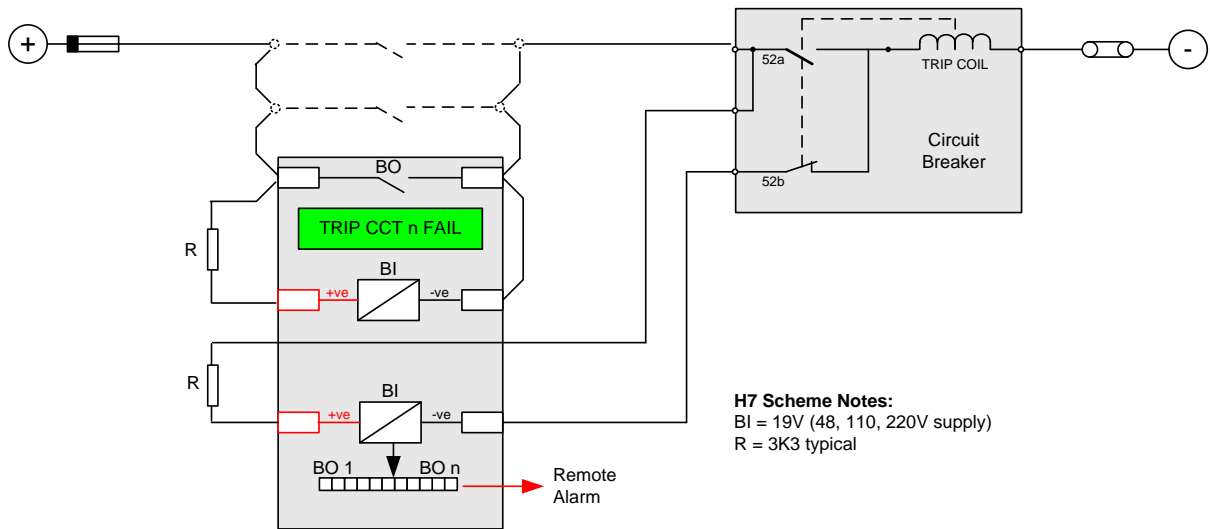 +
52a
TRIP COIL
-
Circuit
Breaker
BO
52b
TRIP CCT n FAIL
R
BI
+ve
-ve
BI
R
+ve
-ve
H7 Scheme Notes:
BI = 19V (48, 110, 220V supply)
R = 3K3 typical
BO 1
BO n
Remote
Alarm